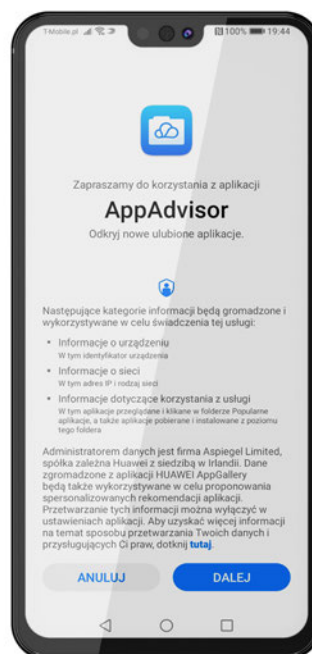 T-Mobile.pl 100% 19:44
Zapraszamy do korzystania z aplikacji
AppAdvisor
Odkryj nowe ulubione aplikacje.
Następujące kategorie informacji będą gromadzone i
wykorzystywane w celu świadczenia tej usługi:
• Informacje o urządzeniu
W tym identyfikator urządzenia
• Informacje o sieci
W tym adres IP i rodzaj sieci
• Informacje dotyczące korzystania z usługi
W tym aplikacje przeglądane i klikane w folderze Popularne
aplikacje, a także aplikacje pobierane i instalowane z poziomu
tego foldera
Administratorem danych jest firma Aspiegel Limited,
spółka zależna Huawei z siedzibą w Irlandii. Dane
zgromadzone z aplikacji HUAWEI AppGallery
będą także wykorzystywane w celu proponowania
spersonalizowanych rekomendacji aplikacji.
Przetwarzanie tych informacji można wyłączyć w
ustawieniach aplikacji. Aby uzyskać więcej informacji
na temat sposobu przetwarzania Twoich danych i
przysługujących Ci praw, dotknij tutaj.
ANULUJ DALEJ